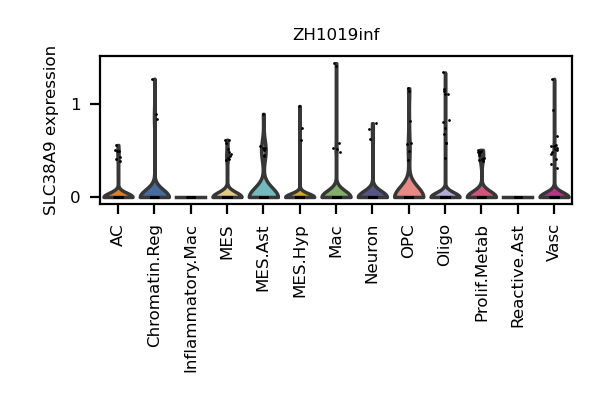 ZH1019inf
SLC38A9 expression
1
0
AC
Chromatin.Reg
Inflammatory.Mac
MES
MES.Ast
MES.Hyp
Mac
Neuron
OPC
Oligo
Prolif.Metab
Reactive.Ast
Vasc